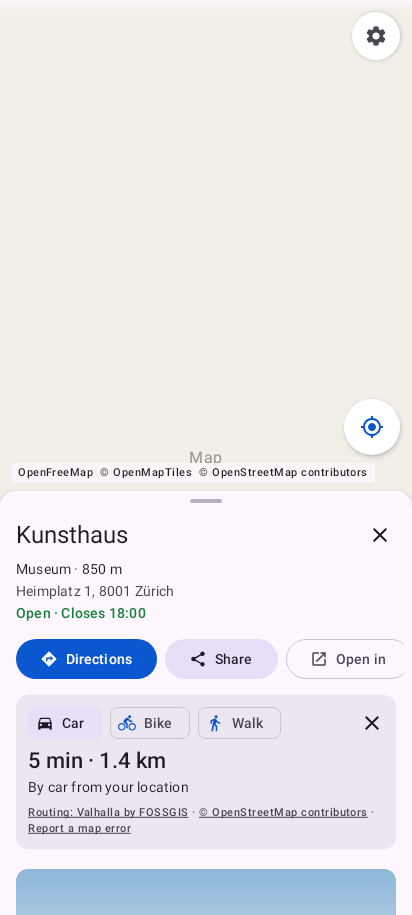 Map
OpenFreeMap © OpenMapTiles © OpenStreetMap contributors
Kunsthaus
Museum · 850 m
Heimplatz 1, 8001 Zürich
Open · Closes 18:00
Directions Share Open in
Car Bike Walk
5 min · 1.4 km
By car from your location
Routing: Valhalla by FOSSGIS · © OpenStreetMap contributors ·
Report a map error